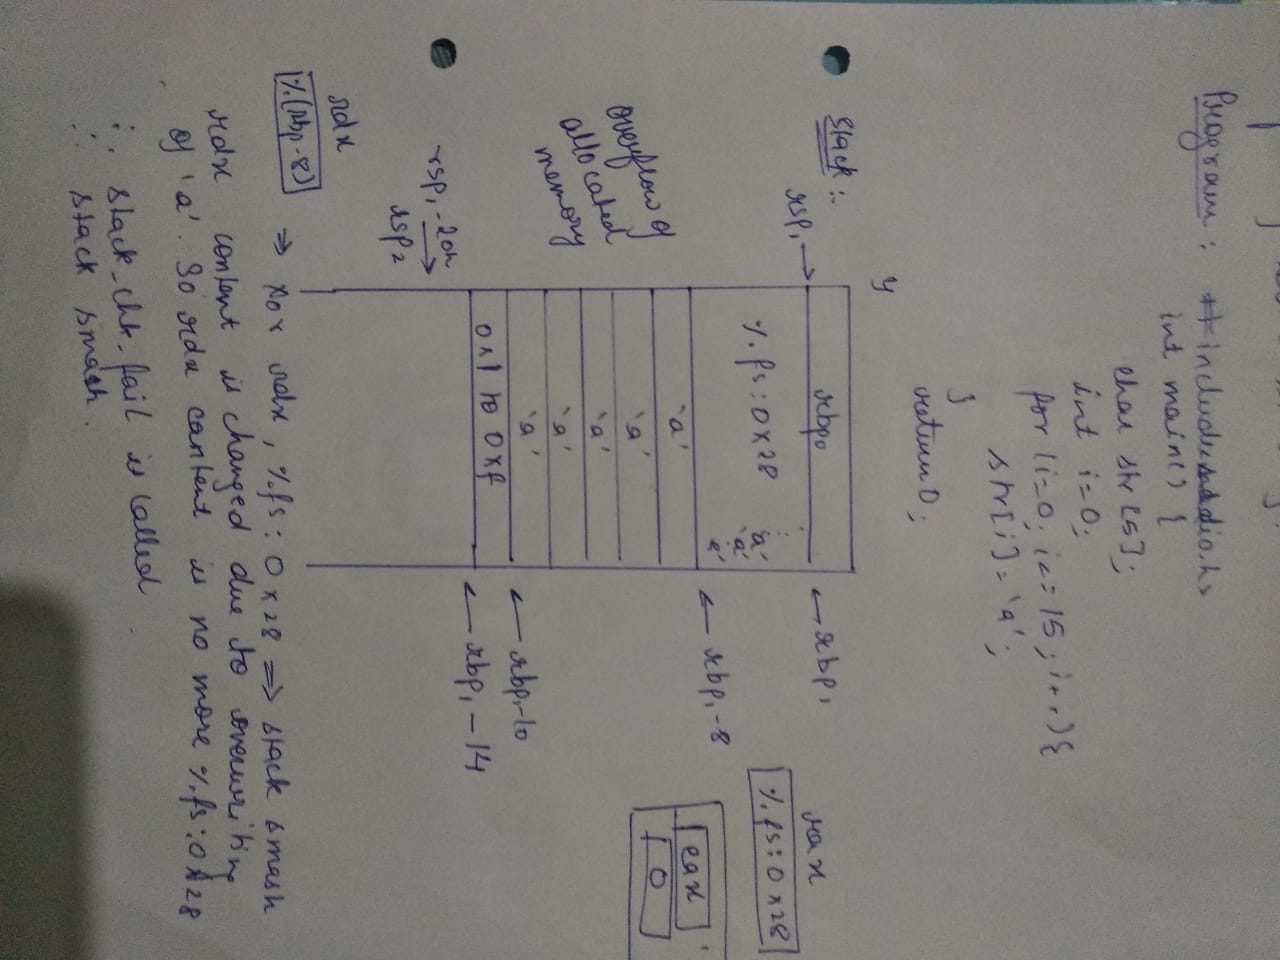 Program : #include<stdio.h>
int main() {
char str[5];
int i=0;
for (i=0; i<=15; i++){
str[i]='a';
}
return 0;
}
Stack :-
rbp0
rsp1 →
← rbp1
rax
%fs:0x28
%fs:0x28
'a'
'a'
'a'
← rbp1-8
eax
0
overflow of
allocated
memory
'a'
'a'
'a'
'a'
'a'
← rbp1-10
0x1 to 0xf
← rbp1-14
rsp1-20h →
rsp2
rdx
%(rbp-8)
⇒ xor rdx, %fs:0x28 ⇒ stack smash
rdx content is changed due to overwriting
of 'a'. So rdx content is no more %fs:0x28
∴ stack_chk_fail is called
∴ stack smash.